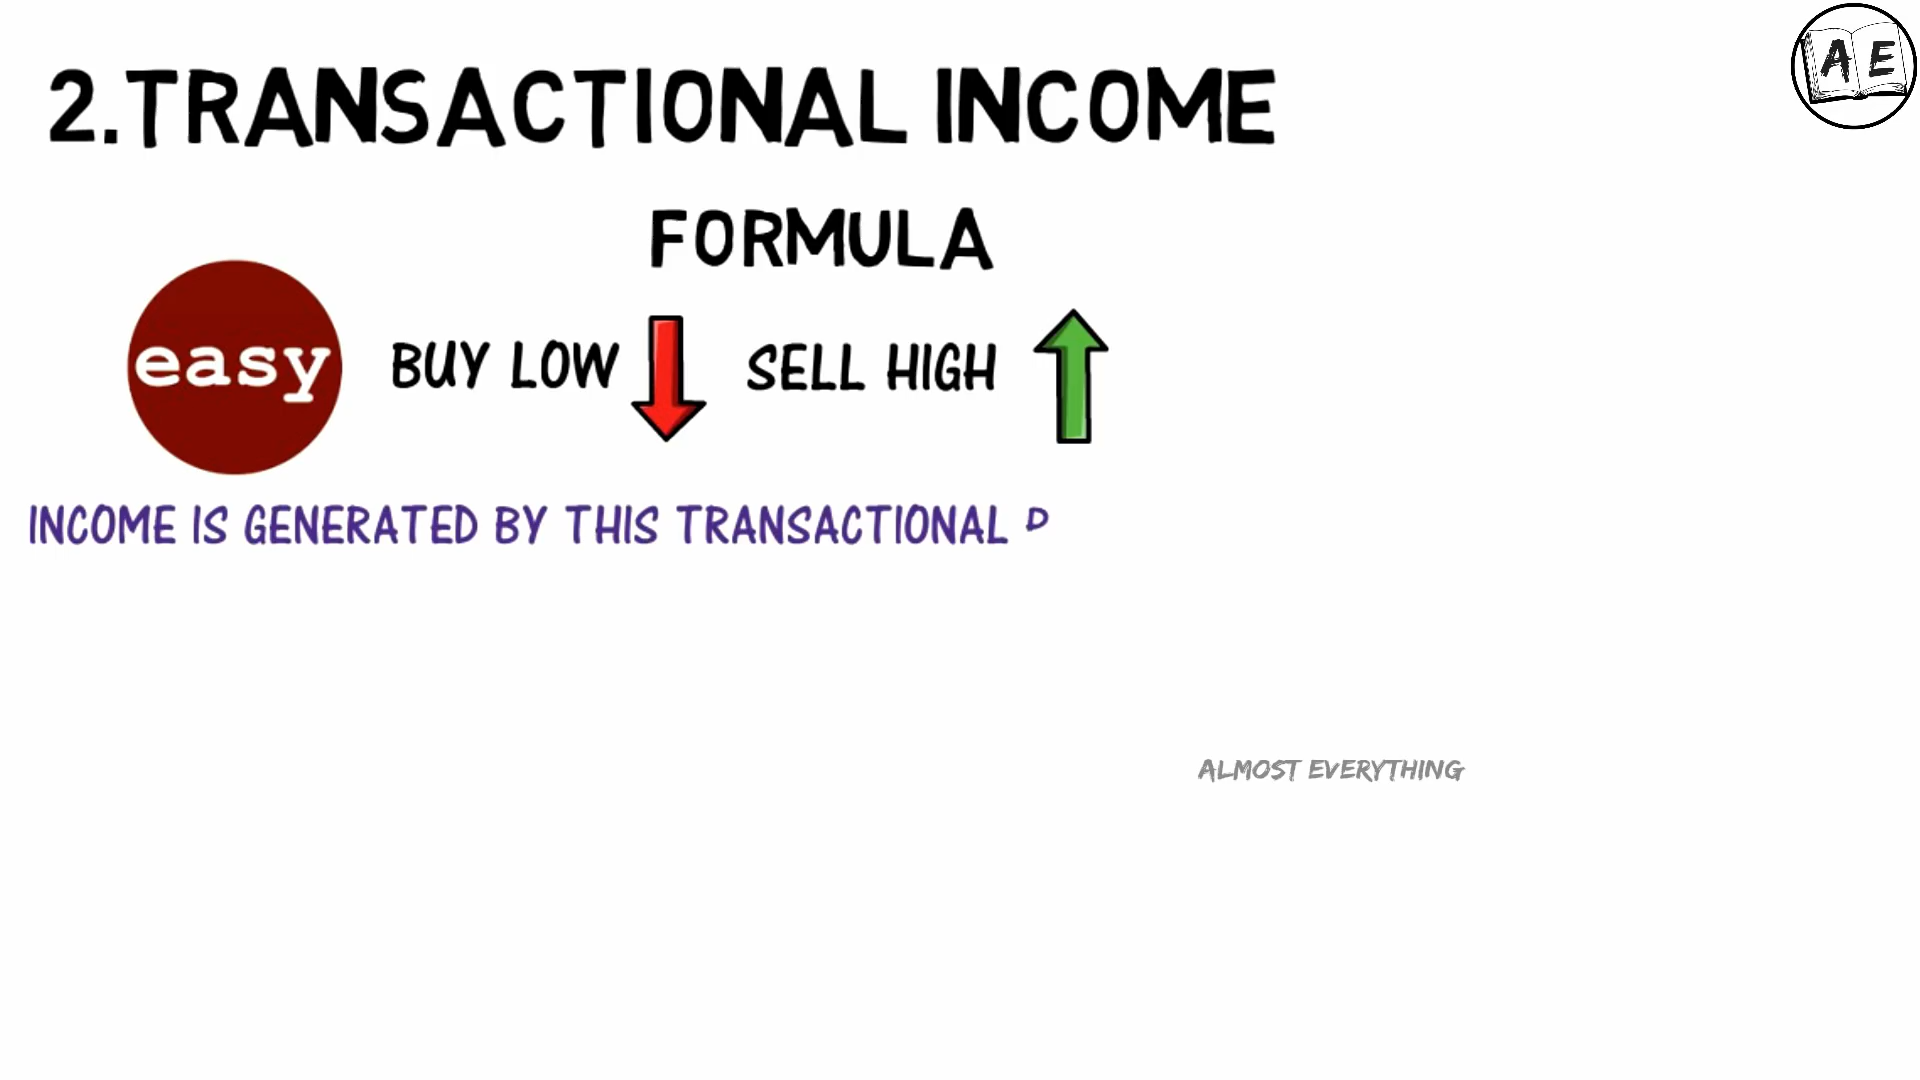 A E
2.TRANSACTIONAL INCOME
FORMULA
easy BUY LOW SELL HIGH
INCOME IS GENERATED BY THIS TRANSACTIONAL
ALMOST EVERYTHING